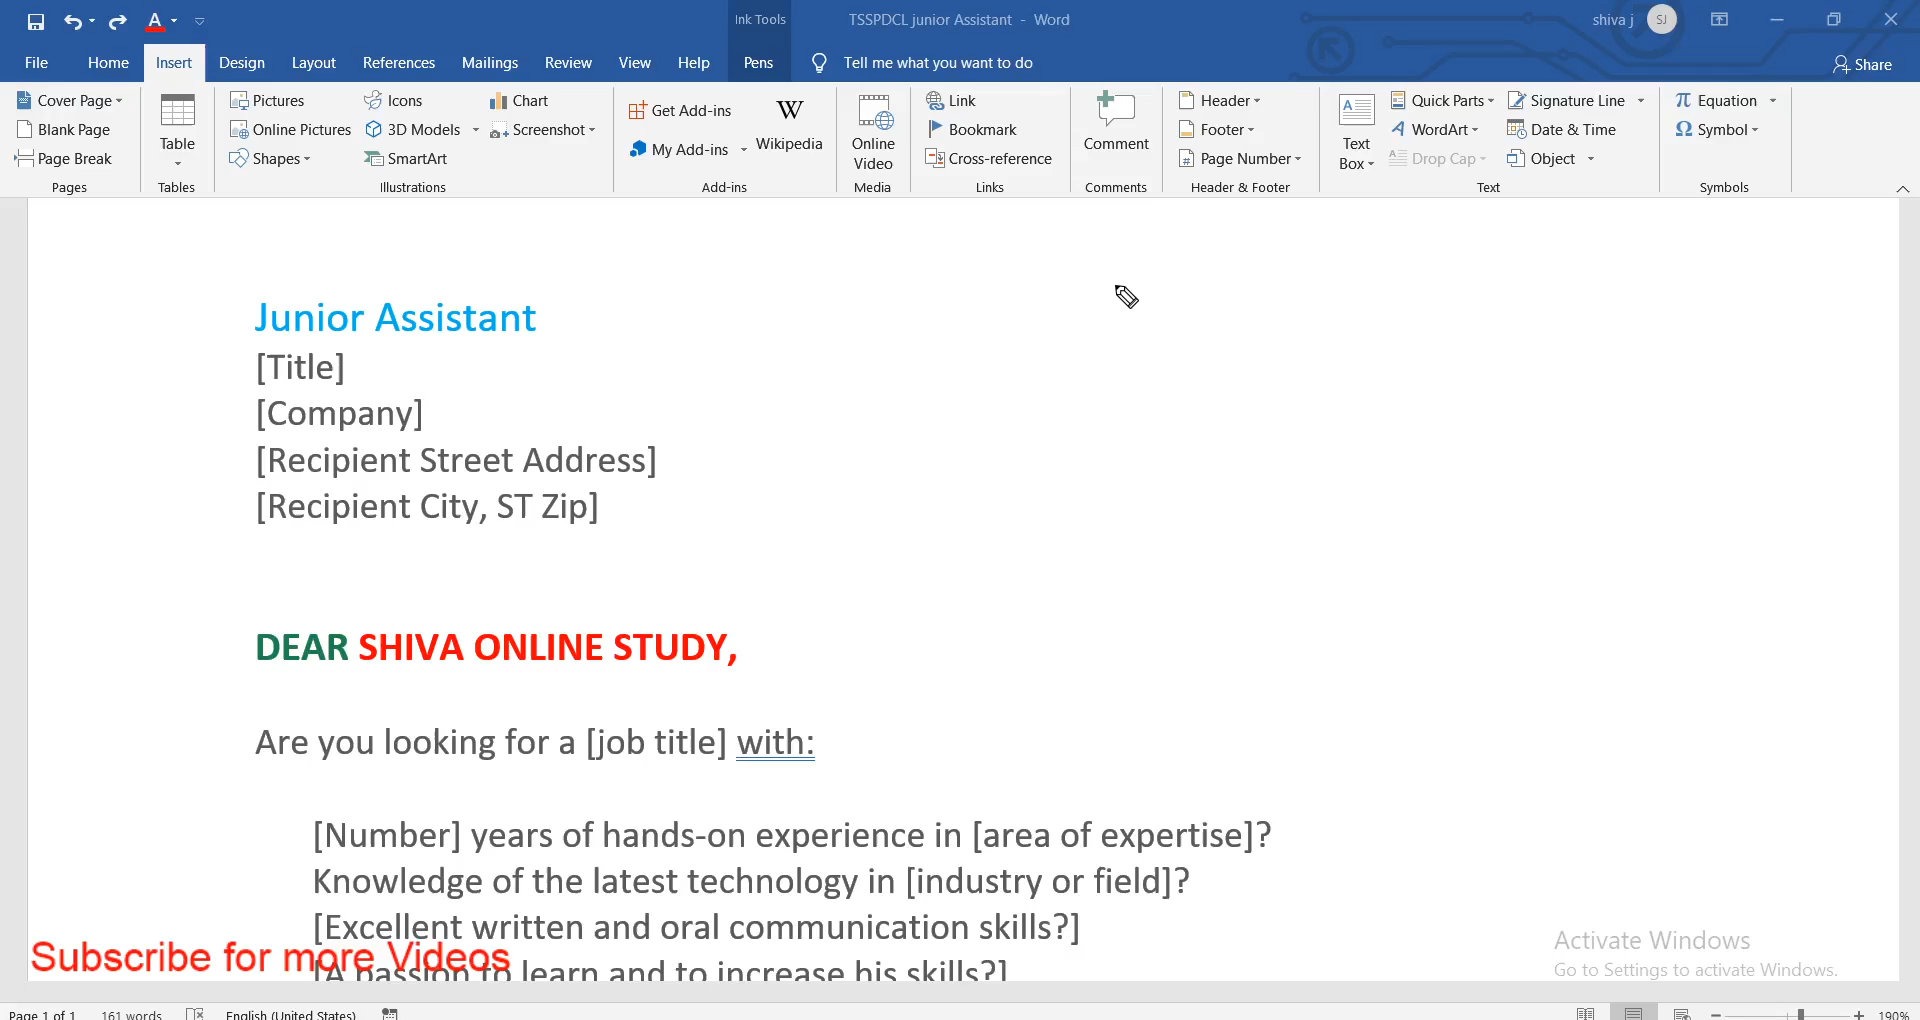 A Ink Tools TSSPDCL junior Assistant - Word shiva j SJ
File Home Insert Design Layout References Mailings Review View Help Pens Tell me what you want to do Share
Cover Page
Blank Page
Page Break
Pages
Table
Tables
Pictures
Online Pictures
Shapes
Icons
3D Models
SmartArt
Chart
Screenshot
Illustrations
Get Add-ins
My Add-ins
W
Wikipedia
Add-ins
Online
Video
Media
Link
Bookmark
Cross-reference
Links
Comment
Comments
Header
Footer
Page Number
Header & Footer
A
Text
Box
Quick Parts
WordArt
Drop Cap
Signature Line
Date & Time
Object
Text
π Equation
Ω Symbol
Symbols
Junior Assistant
[Title]
[Company]
[Recipient Street Address]
[Recipient City, ST Zip]
DEAR SHIVA ONLINE STUDY,
Are you looking for a [job title] with:
[Number] years of hands-on experience in [area of expertise]?
Knowledge of the latest technology in [industry or field]?
[Excellent written and oral communication skills?]
[A passion to learn and to increase his skills?]
Subscribe for more Videos
Activate Windows
Go to Settings to activate Windows.
Page 1 of 1 161 words English (United States) 190%